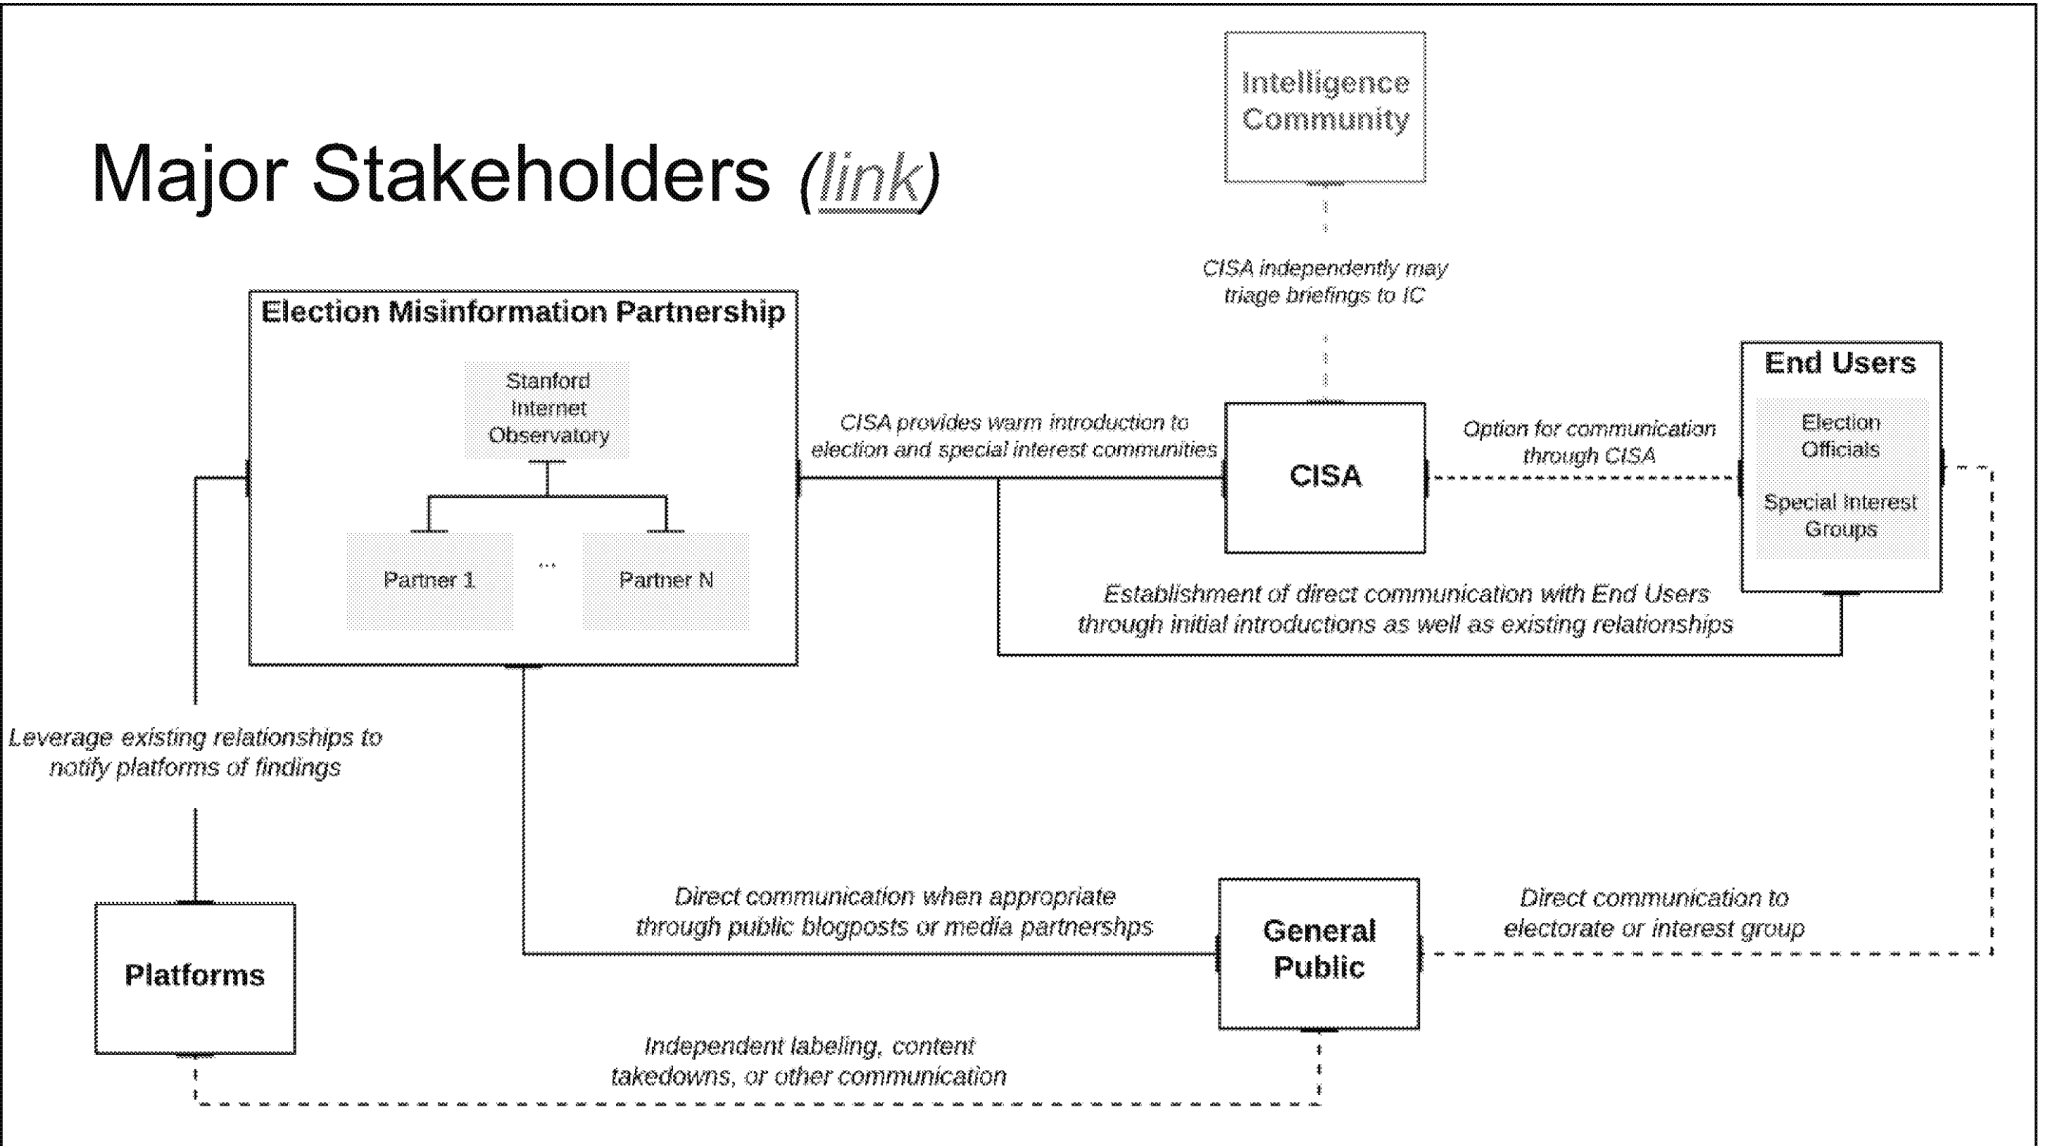 Major Stakeholders (link)
Intelligence
Community
CISA independently may
triage briefings to IC
Election Misinformation Partnership
Stanford
Internet
Observatory
Partner 1
...
Partner N
CISA provides warm introduction to
election and special interest communities
CISA
Option for communication
through CISA
End Users
Election
Officials
Special Interest
Groups
Establishment of direct communication with End Users
through initial introductions as well as existing relationships
Leverage existing relationships to
notify platforms of findings
Platforms
Direct communication when appropriate
through public blogposts or media partnershps
General
Public
Direct communication to
electorate or interest group
Independent labeling, content
takedowns, or other communication